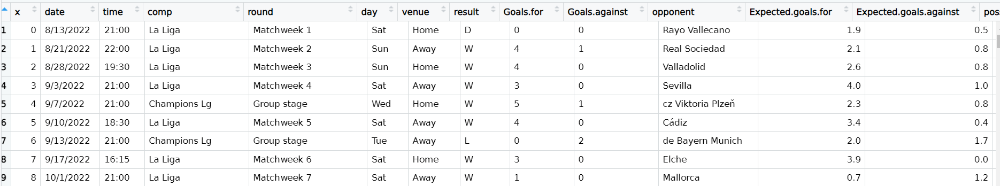 x date time comp round day venue result Goals.for Goals.against opponent Expected.goals.for Expected.goals.against
1 0 8/13/2022 21:00 La Liga Matchweek 1 Sat Home D 0 0 Rayo Vallecano 1.9 0.5
2 1 8/21/2022 22:00 La Liga Matchweek 2 Sun Away W 4 1 Real Sociedad 2.1 0.8
3 2 8/28/2022 19:30 La Liga Matchweek 3 Sun Home W 4 0 Valladolid 2.6 0.8
4 3 9/3/2022 21:00 La Liga Matchweek 4 Sat Away W 3 0 Sevilla 4.0 1.0
5 4 9/7/2022 21:00 Champions Lg Group stage Wed Home W 5 1 cz Viktoria Plzeň 2.3 0.8
6 5 9/10/2022 18:30 La Liga Matchweek 5 Sat Away W 4 0 Cádiz 3.4 0.4
7 6 9/13/2022 21:00 Champions Lg Group stage Tue Away L 0 2 de Bayern Munich 2.0 1.7
8 7 9/17/2022 16:15 La Liga Matchweek 6 Sat Home W 3 0 Elche 3.9 0.0
9 8 10/1/2022 21:00 La Liga Matchweek 7 Sat Away W 1 0 Mallorca 0.7 1.2